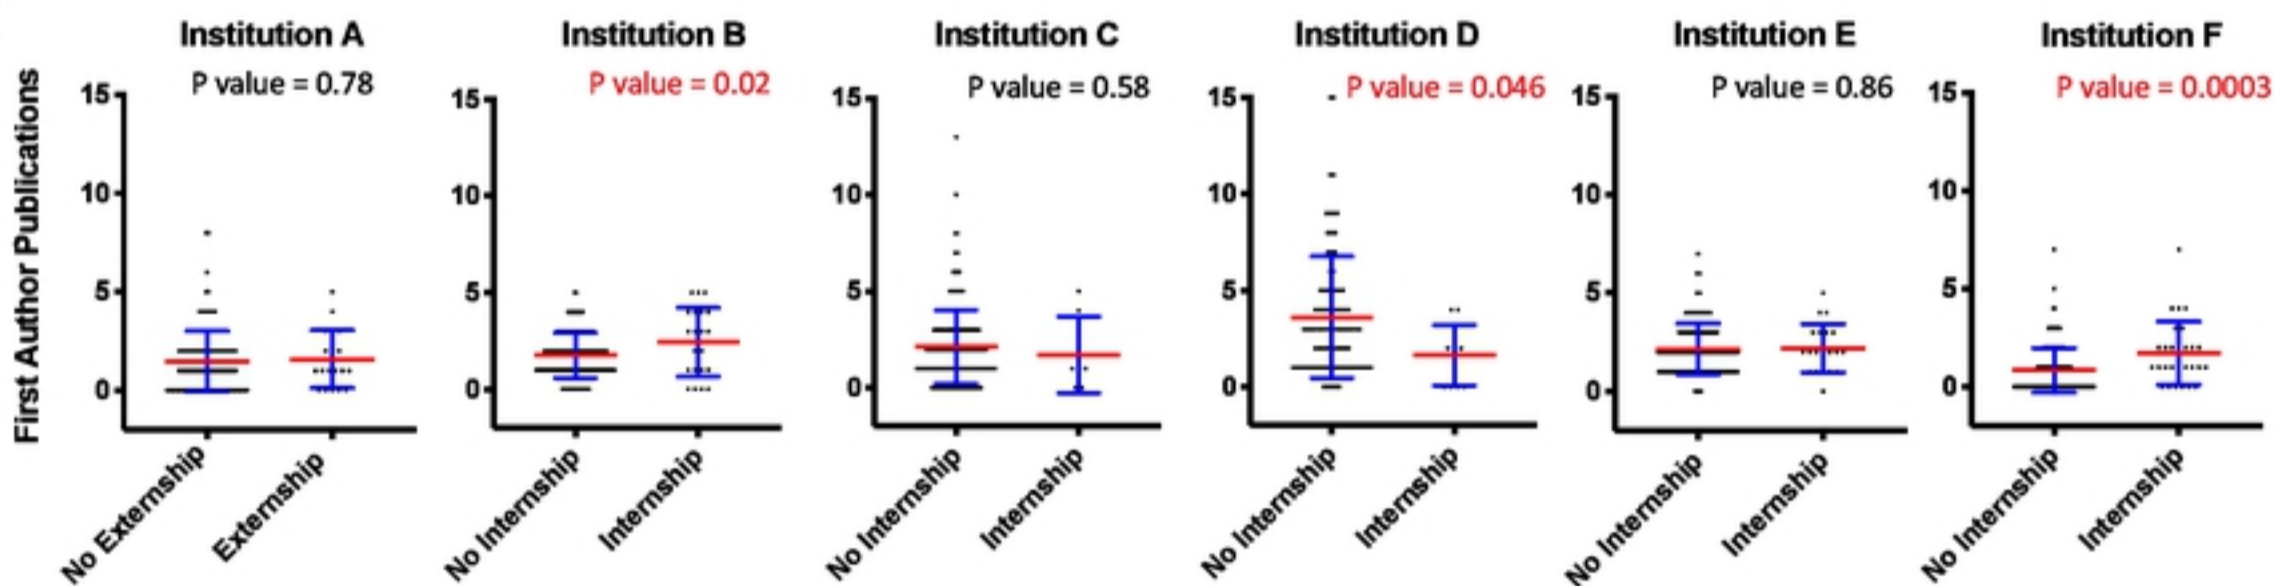 Institution A
Institution B
Institution C
Institution D
Institution E
Institution F
P value = 0.78
P value = 0.02
P value = 0.58
P value = 0.046
P value = 0.86
P value = 0.0003
First Author Publications
15
10
5
0
No Externship
Externship
15
10
5
0
No Internship
Internship
15
10
5
0
No Internship
Internship
15
10
5
0
No Internship
Internship
15
10
5
0
No Internship
Internship
15
10
5
0
No Internship
Internship